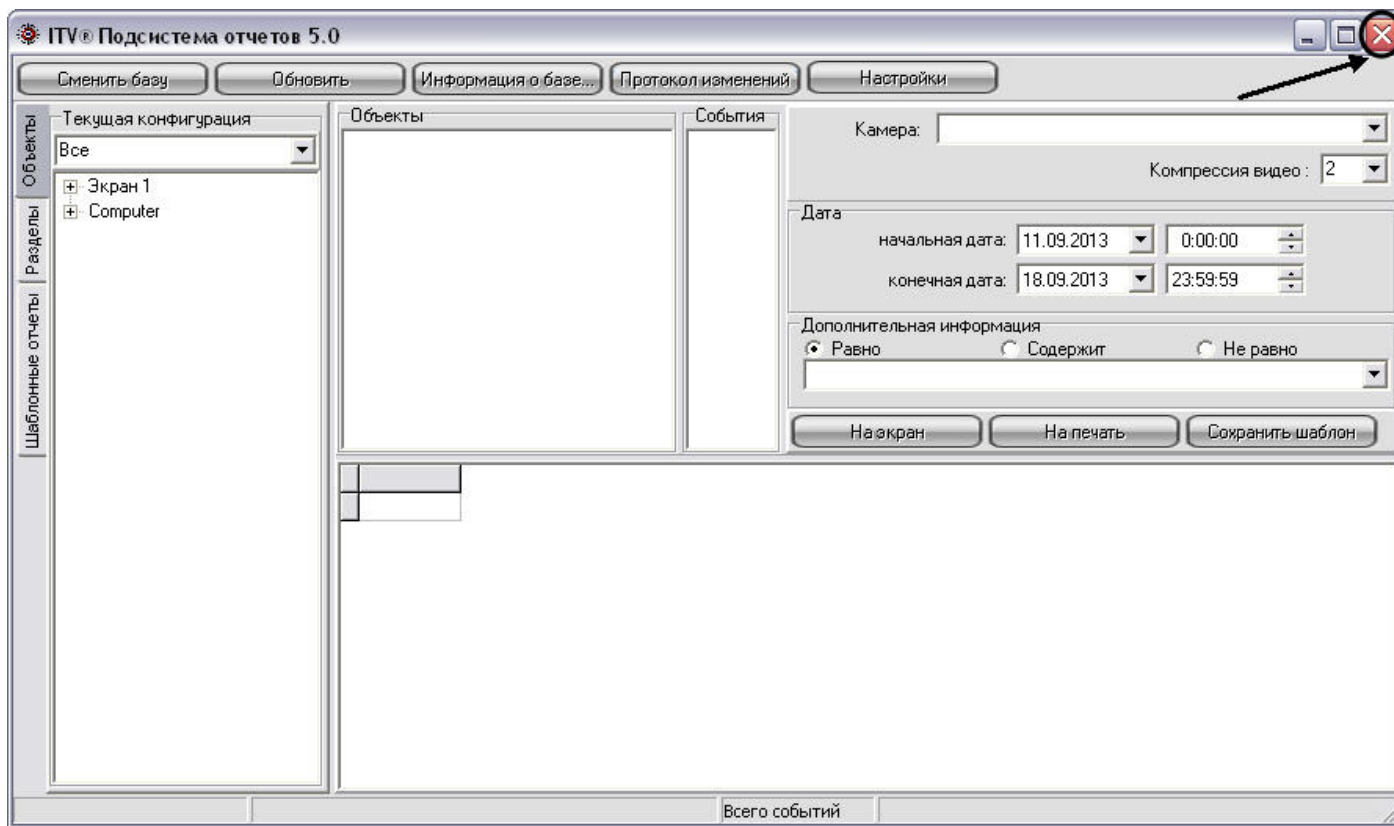 ITV® Подсистема отчетов 5.0
Сменить базу
Обновить
Информация о базе...
Протокол изменений
Настройки
Объекты
Разделы
Шаблонные отчеты
Текущая конфигурация
Все
Экран 1
Computer
Объекты
События
Камера:
Компрессия видео : 2
Дата
начальная дата: 11.09.2013 0:00:00
конечная дата: 18.09.2013 23:59:59
Дополнительная информация
Равно Содержит Не равно
На экран
На печать
Сохранить шаблон
Всего событий